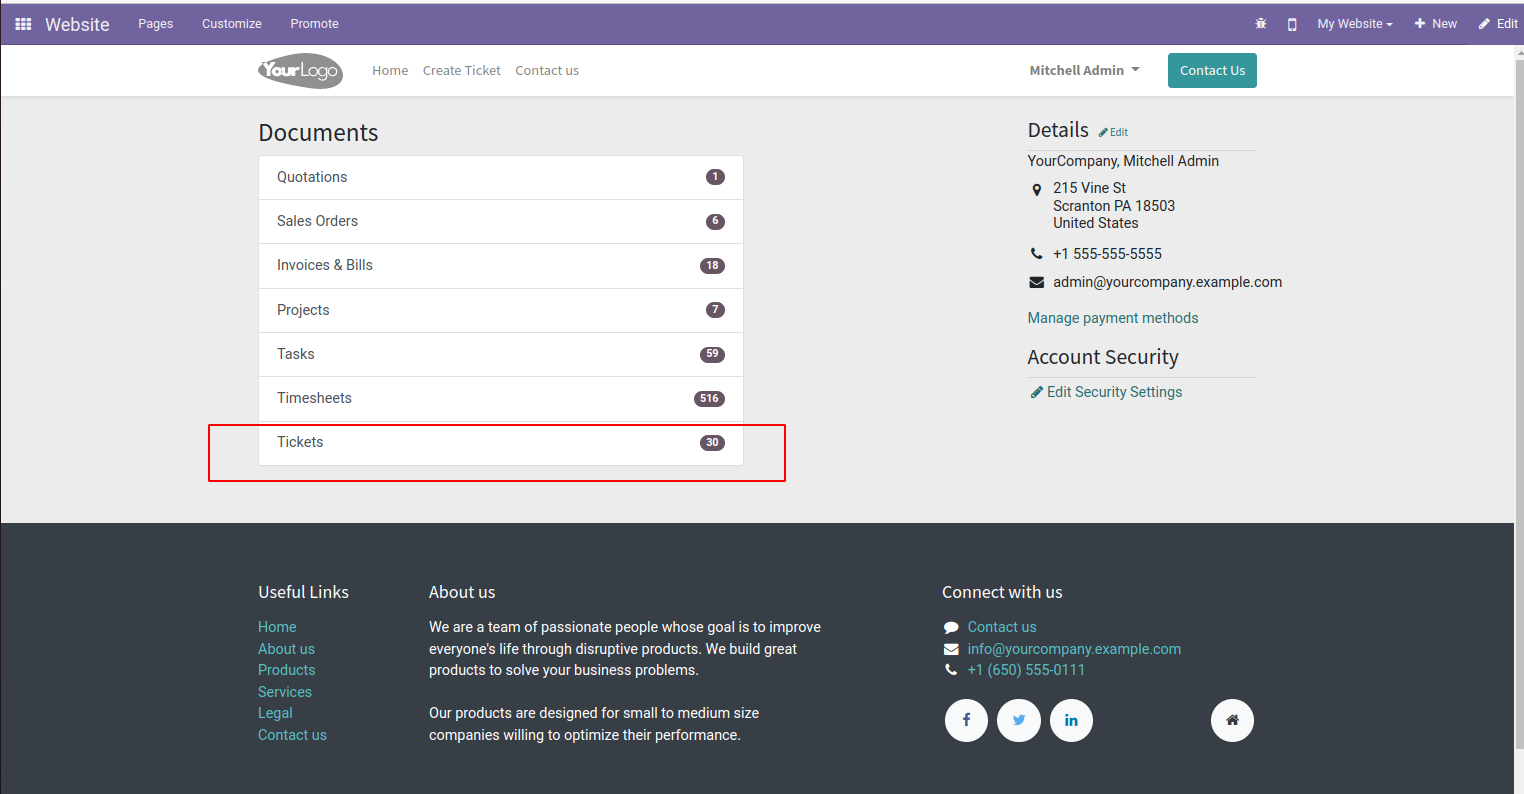 Website
Pages
Customize
Promote
My Website
New
Edit
YourLogo
Home
Create Ticket
Contact us
Mitchell Admin
Contact Us
Documents
Quotations 1
Sales Orders 6
Invoices & Bills 18
Projects 7
Tasks 59
Timesheets 516
Tickets 30
Details Edit
YourCompany, Mitchell Admin
215 Vine St
Scranton PA 18503
United States
+1 555-555-5555
admin@yourcompany.example.com
Manage payment methods
Account Security
Edit Security Settings
Useful Links
Home
About us
Products
Services
Legal
Contact us
About us
We are a team of passionate people whose goal is to improve
everyone's life through disruptive products. We build great
products to solve your business problems.
Our products are designed for small to medium size
companies willing to optimize their performance.
Connect with us
Contact us
info@yourcompany.example.com
+1 (650) 555-0111